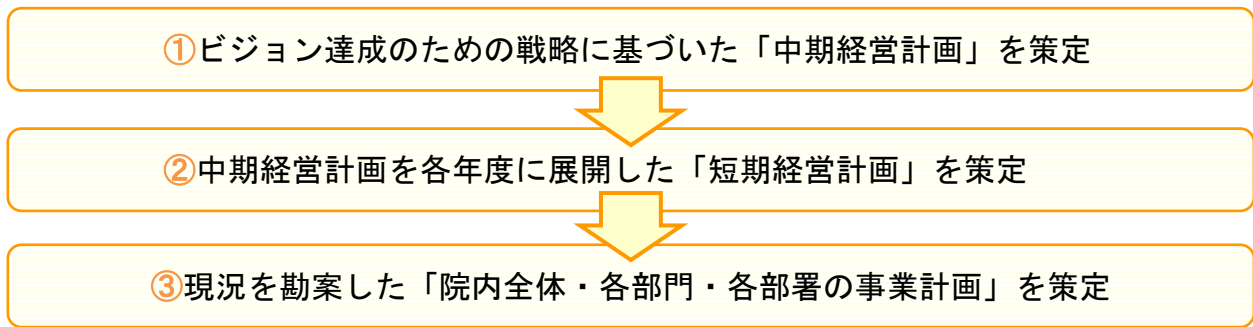 ①ビジョン達成のための戦略に基づいた「中期経営計画」を策定
②中期経営計画を各年度に展開した「短期経営計画」を策定
③現況を勘案した「院内全体・各部門・各部署の事業計画」を策定